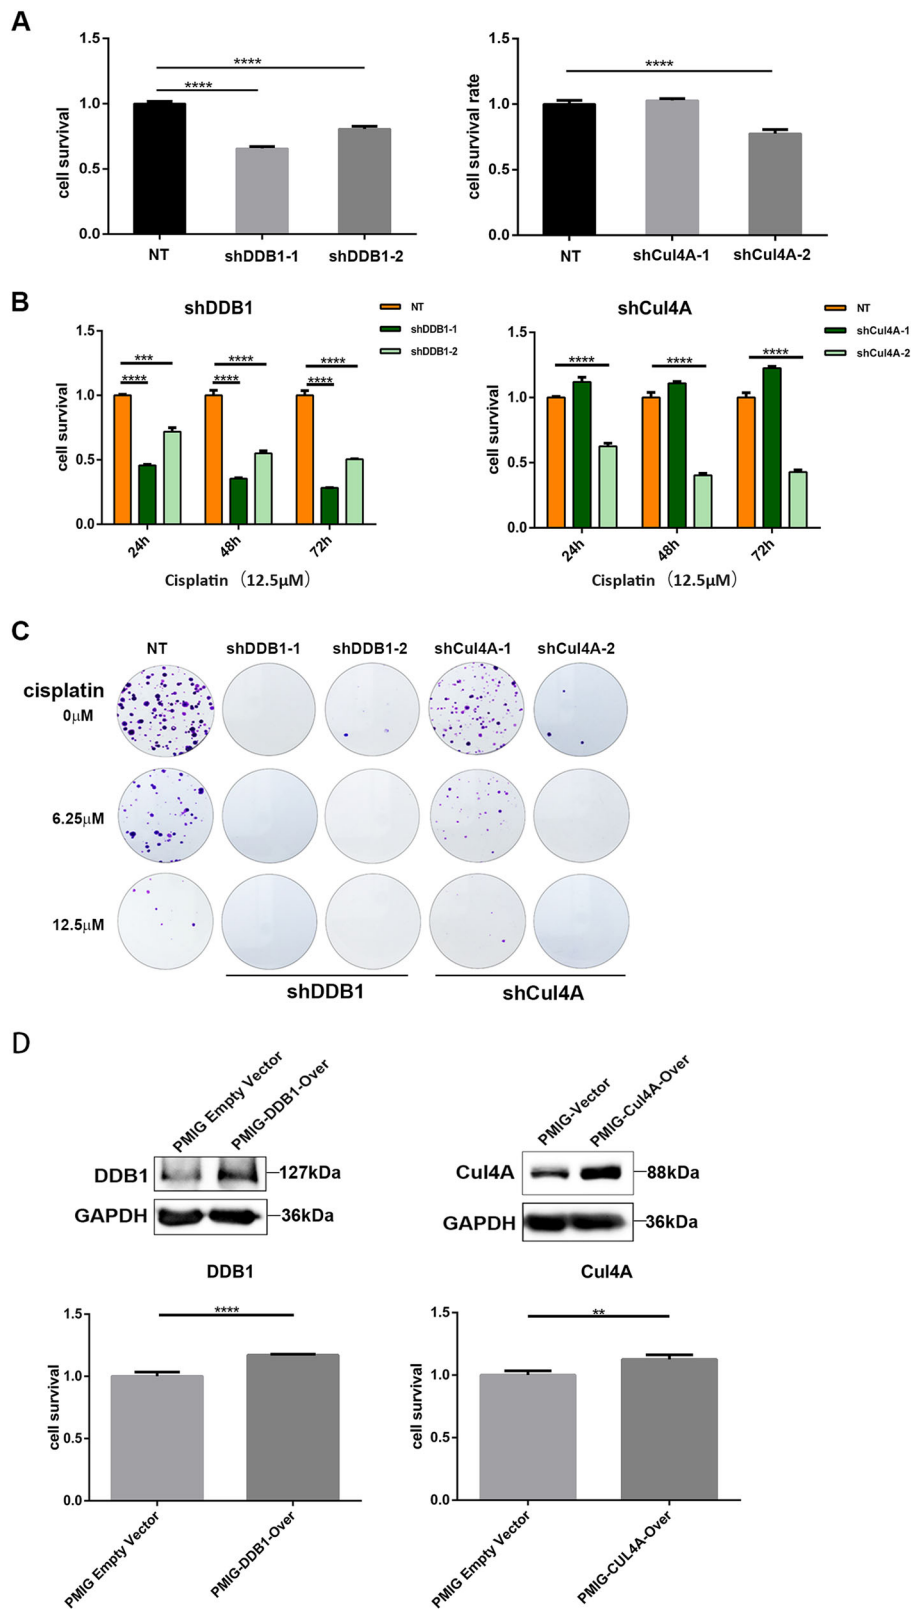 A
1.5
1.0
0.5
0.0
cell survival
****
****
NT
shDDB1-1
shDDB1-2
1.5
1.0
0.5
0.0
cell survival rate
****
NT
shCul4A-1
shCul4A-2
B
shDDB1
NT
shDDB1-1
shDDB1-2
1.5
1.0
0.5
0.0
cell survival
***
****
****
****
****
****
24h
48h
72h
Cisplatin (12.5μM)
shCul4A
NT
shCul4A-1
shCul4A-2
1.5
1.0
0.5
0.0
cell survival
****
****
****
24h
48h
72h
Cisplatin (12.5μM)
C
NT
shDDB1-1
shDDB1-2
shCul4A-1
shCul4A-2
cisplatin
0μM
6.25μM
12.5μM
shDDB1
shCul4A
D
PMIG Empty Vector
PMIG-DDB1-Over
DDB1
127kDa
GAPDH
36kDa
PMIG-Vector
PMIG-Cul4A-Over
Cul4A
88kDa
GAPDH
36kDa
DDB1
1.5
1.0
0.5
0.0
cell survival
****
PMIG Empty Vector
PMIG-DDB1-Over
Cul4A
1.5
1.0
0.5
0.0
cell survival
**
PMIG Empty Vector
PMIG-CUL4A-Over